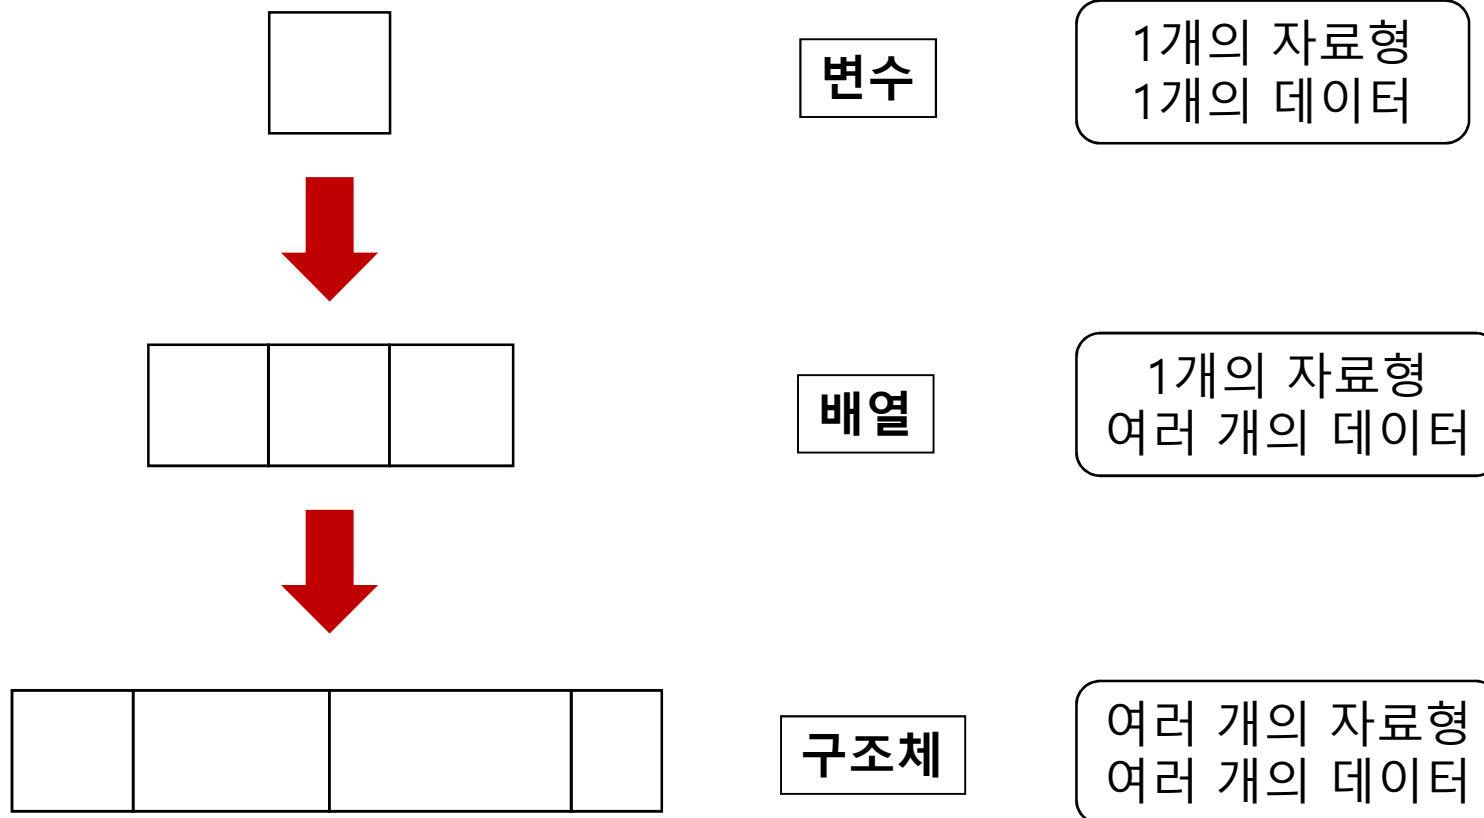 변수
1개의 자료형
1개의 데이터
배열
1개의 자료형
여러 개의 데이터
구조체
여러 개의 자료형
여러 개의 데이터